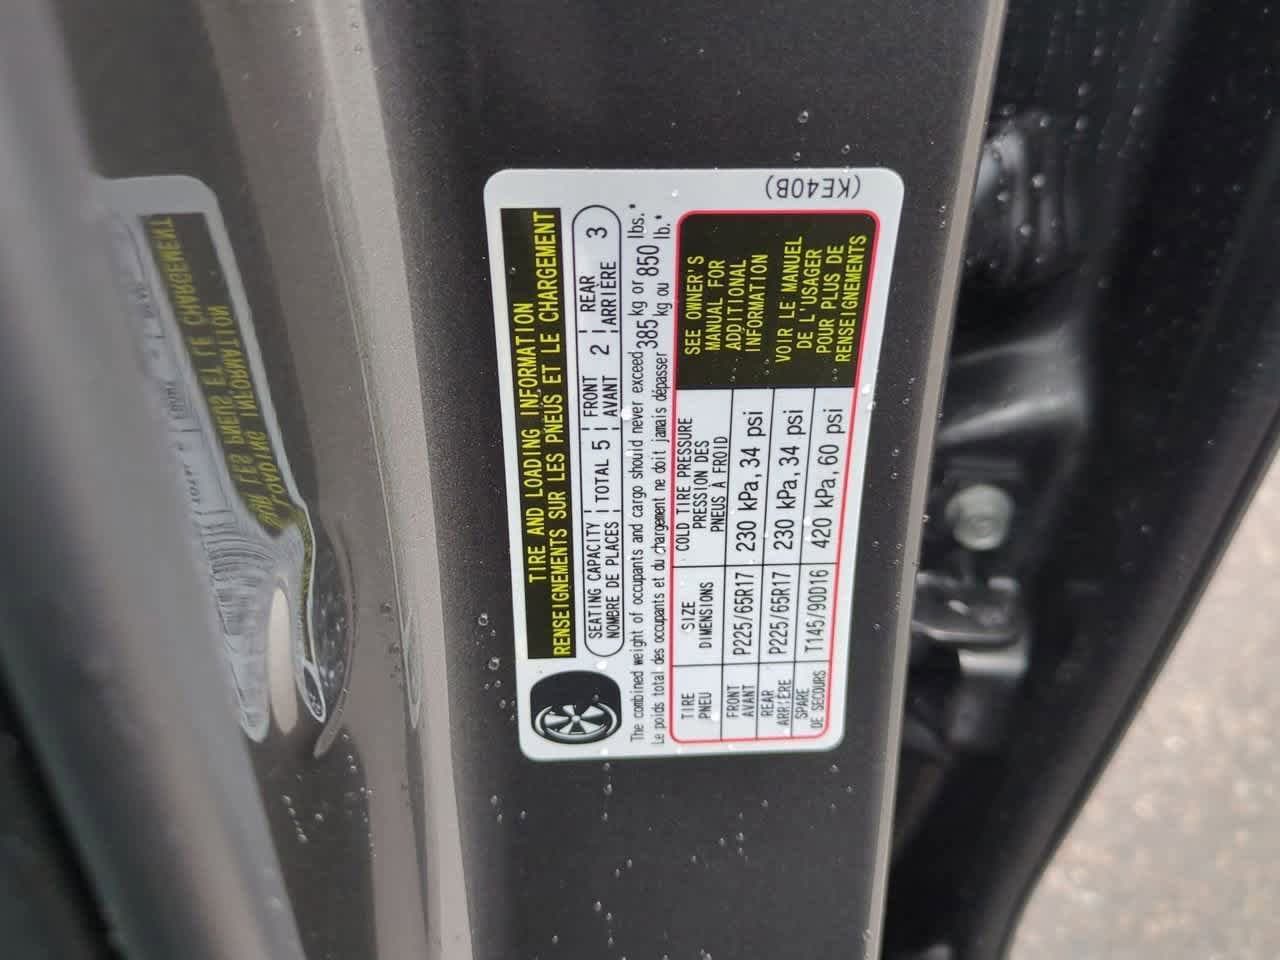 TIRE AND LOADING INFORMATION
RENSEIGNEMENTS SUR LES PNEUS ET LE CHARGEMENT
SEATING CAPACITY TOTAL 5 FRONT 2 REAR 3
NOMBRE DE PLACES AVANT ARRIÈRE
The combined weight of occupants and cargo should never exceed 385 kg or 850 lbs.*
Le poids total des occupants et du chargement ne doit jamais dépasser kg ou lb.*
TIRE SIZE COLD TIRE PRESSURE
PNEU DIMENSIONS PRESSION DES
PNEUS À FROID
FRONT P225/65R17 230 kPa, 34 psi
AVANT
REAR P225/65R17 230 kPa, 34 psi
ARRIÈRE
SPARE T145/90D16 420 kPa, 60 psi
DE SECOURS
SEE OWNER'S
MANUAL FOR
ADDITIONAL
INFORMATION
VOIR LE MANUEL
DE L'USAGER
POUR PLUS DE
RENSEIGNEMENTS
(KE40B)